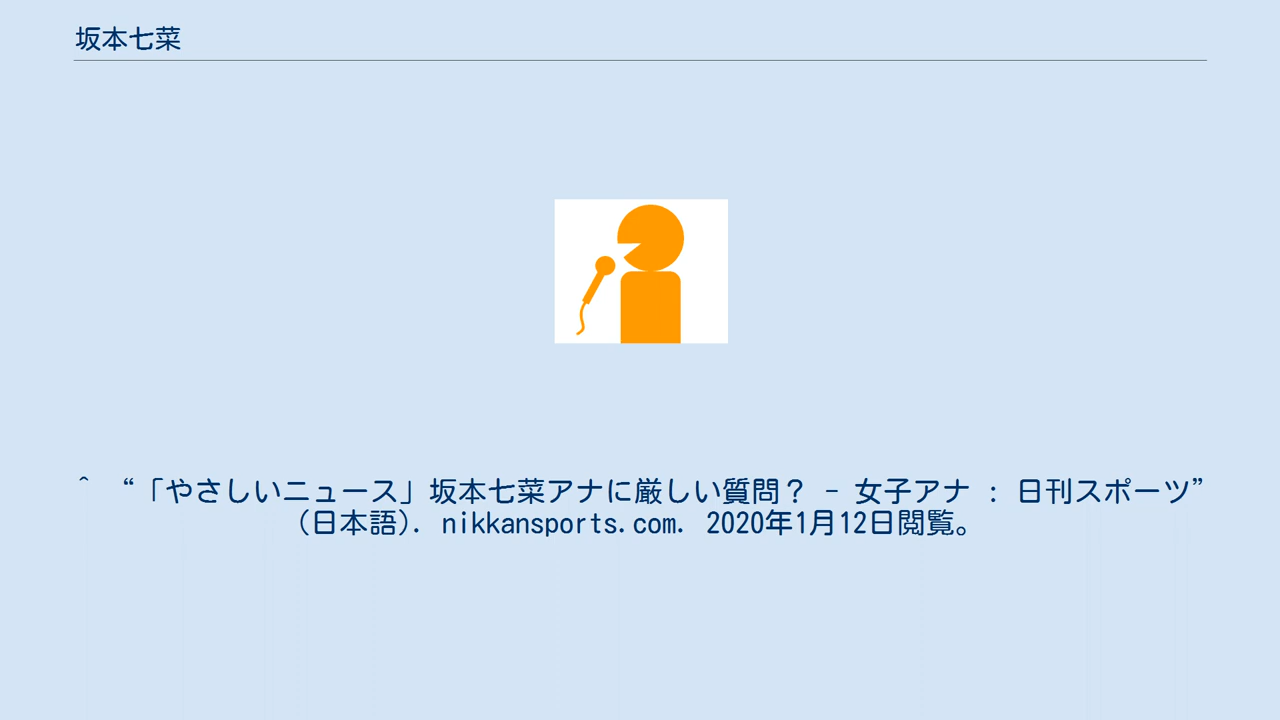 坂本七菜
^ “「やさしいニュース」坂本七菜アナに厳しい質問？ - 女子アナ : 日刊スポーツ”
(日本語). nikkansports.com. 2020年1月12日閲覧。